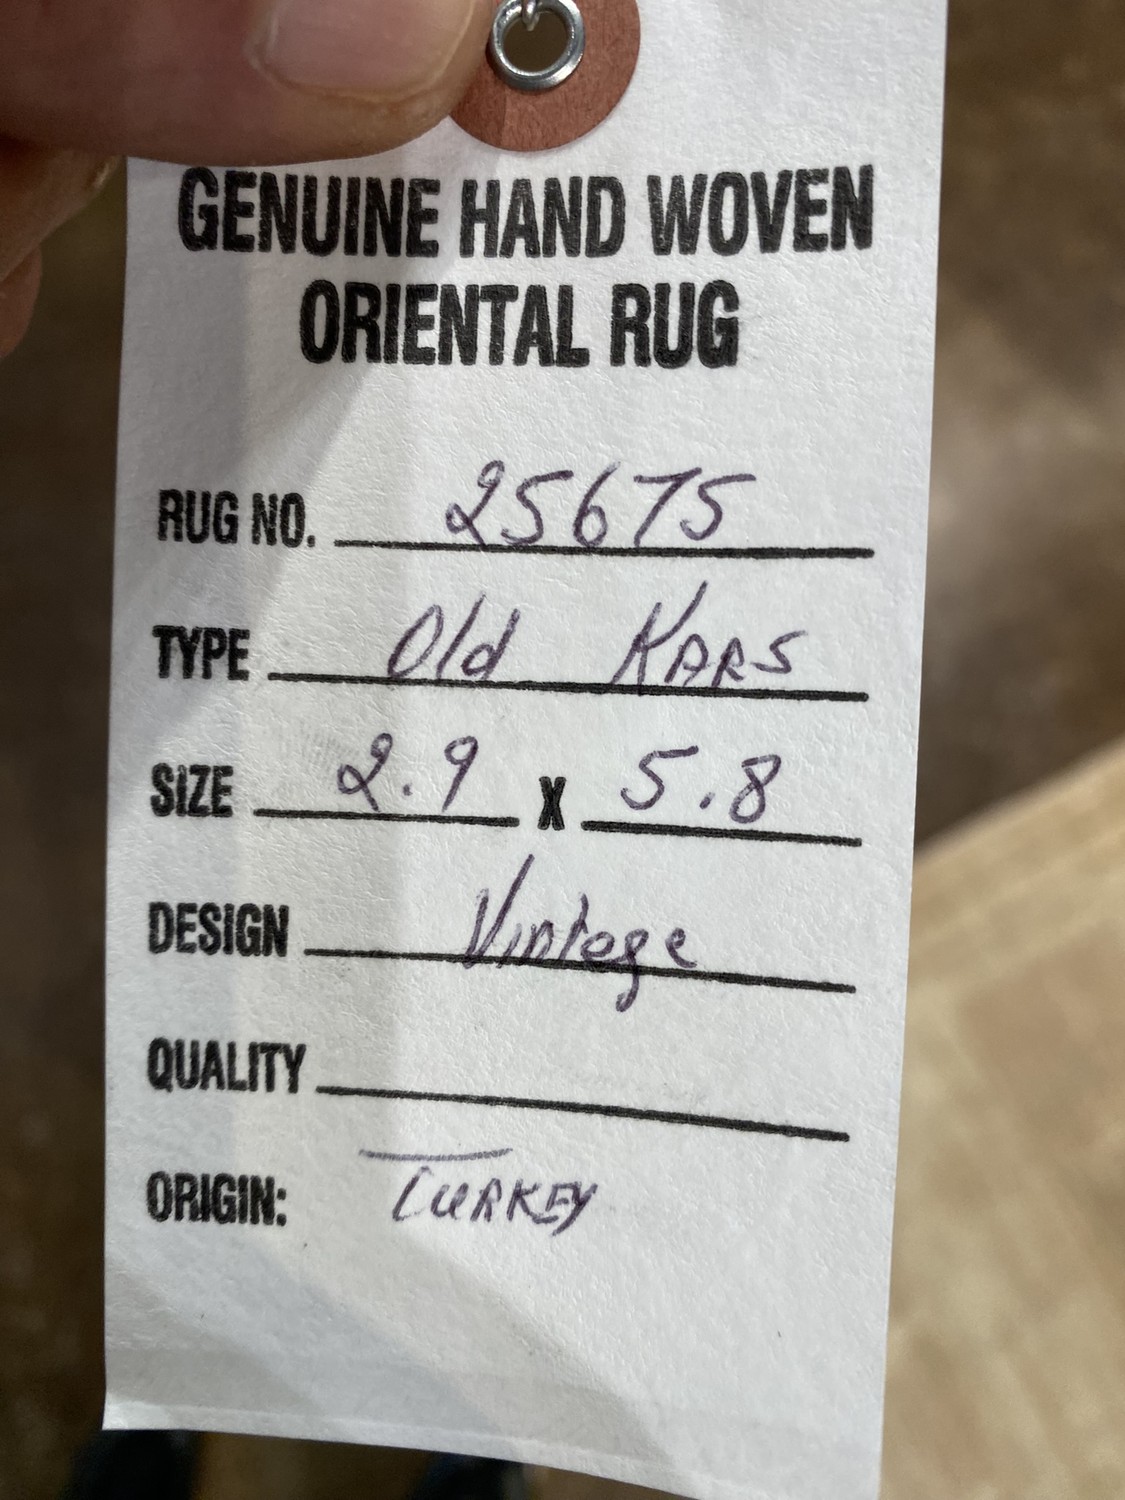 GENUINE HAND WOVEN
ORIENTAL RUG
RUG NO. 25675
TYPE Old KARS
SIZE 2.9 X 5.8
DESIGN Vintage
QUALITY
ORIGIN: TURKEY